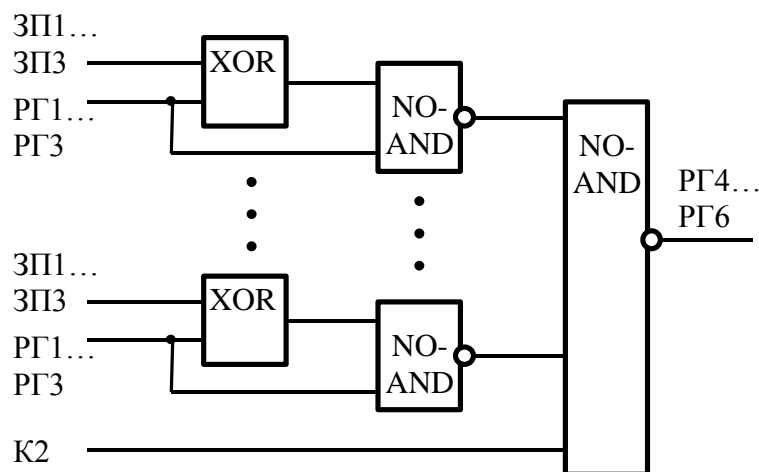 ЗП1…
ЗП3
XOR
РГ1…
РГ3
NO-
AND
NO-
AND
РГ4…
РГ6
ЗП1…
ЗП3
XOR
РГ1…
РГ3
NO-
AND
К2